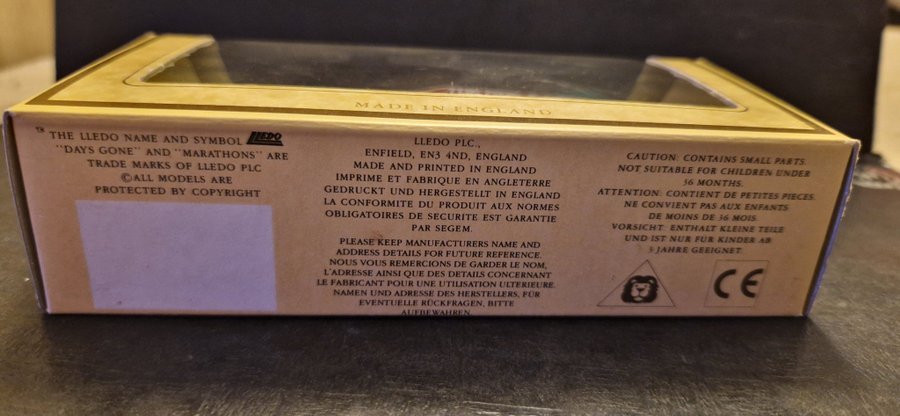 MADE IN ENGLAND
™ THE LLEDO NAME AND SYMBOL LLEDO
"DAYS GONE" AND "MARATHONS" ARE
TRADE MARKS OF LLEDO PLC
©ALL MODELS ARE
PROTECTED BY COPYRIGHT
LLEDO PLC.,
ENFIELD, EN3 4ND, ENGLAND
MADE AND PRINTED IN ENGLAND
IMPRIME ET FABRIQUE EN ANGLETERRE
GEDRUCKT UND HERGESTELLT IN ENGLAND
LA CONFORMITE DU PRODUIT AUX NORMES
OBLIGATOIRES DE SECURITE EST GARANTIE
PAR SEGEM.
PLEASE KEEP MANUFACTURERS NAME AND
ADDRESS DETAILS FOR FUTURE REFERENCE.
NOUS VOUS REMERCIONS DE GARDER LE NOM,
L'ADRESSE AINSI QUE DES DETAILS CONCERNANT
LE FABRICANT POUR UNE UTILISATION ULTERIEURE.
NAMEN UND ADRESSE DES HERSTELLERS, FÜR
EVENTUELLE RÜCKFRAGEN, BITTE
AUFBEWAHREN.
CAUTION: CONTAINS SMALL PARTS.
NOT SUITABLE FOR CHILDREN UNDER
36 MONTHS.
ATTENTION: CONTIENT DE PETITES PIECES.
NE CONVIENT PAS AUX ENFANTS
DE MOINS DE 36 MOIS.
VORSICHT: ENTHALT KLEINE TEILE
UND IST NUR FUR KINDER AB
3 JAHRE GEEIGNET.
CE